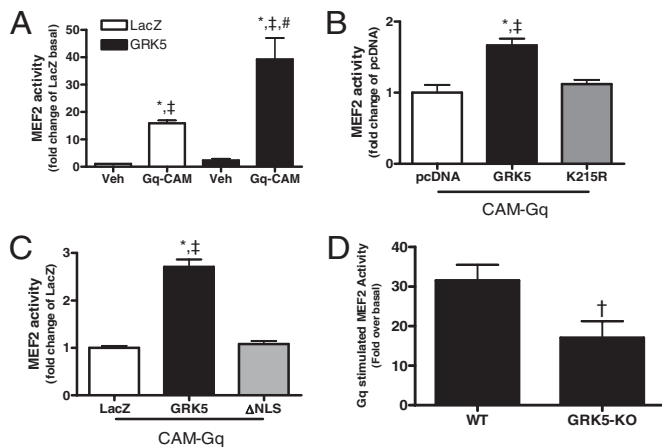 A
LacZ
GRK5
MEF2 activity
(fold change of LacZ basal)
50
40
30
20
10
0
*,‡
*,‡,#
Veh
Gq-CAM
Veh
Gq-CAM
B
MEF2 activity
(fold change of pcDNA)
2
1
0
*,‡
pcDNA
GRK5
K215R
CAM-Gq
C
MEF2 activity
(fold change of LacZ)
3
2
1
0
*,‡
LacZ
GRK5
ΔNLS
CAM-Gq
D
Gq stimulated MEF2 Activity
(Fold over basal)
40
30
20
10
0
†
WT
GRK5-KO